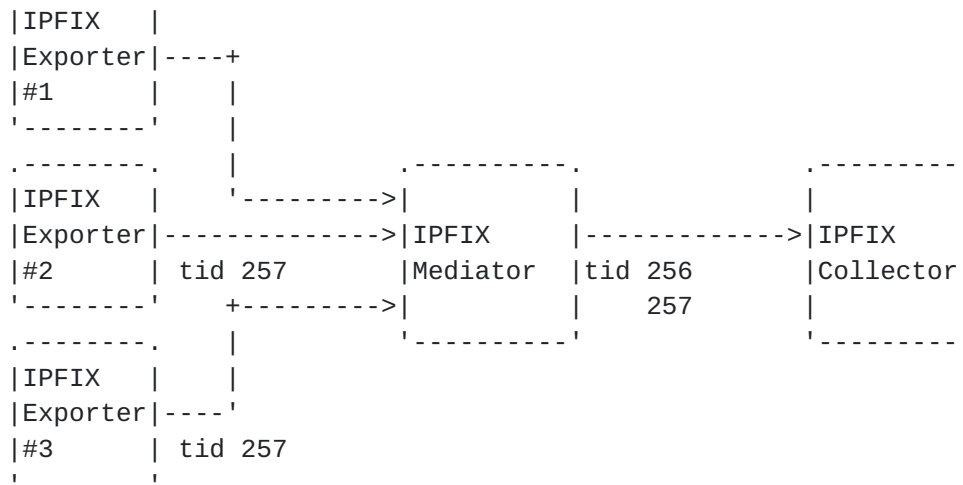 |IPFIX   |
|Exporter|----+
|#1      |    |
'--------'    |
.--------.    |          .----------.             .---------
|IPFIX   |    '--------->|          |             |
|Exporter|-------------->|IPFIX     |------------>|IPFIX
|#2      | tid 257       |Mediator  |tid 256      |Collector
'--------'    +--------->|          |    257      |
.--------.    |          '----------'             '---------
|IPFIX   |    |
|Exporter|----'
|#3      | tid 257
'        '